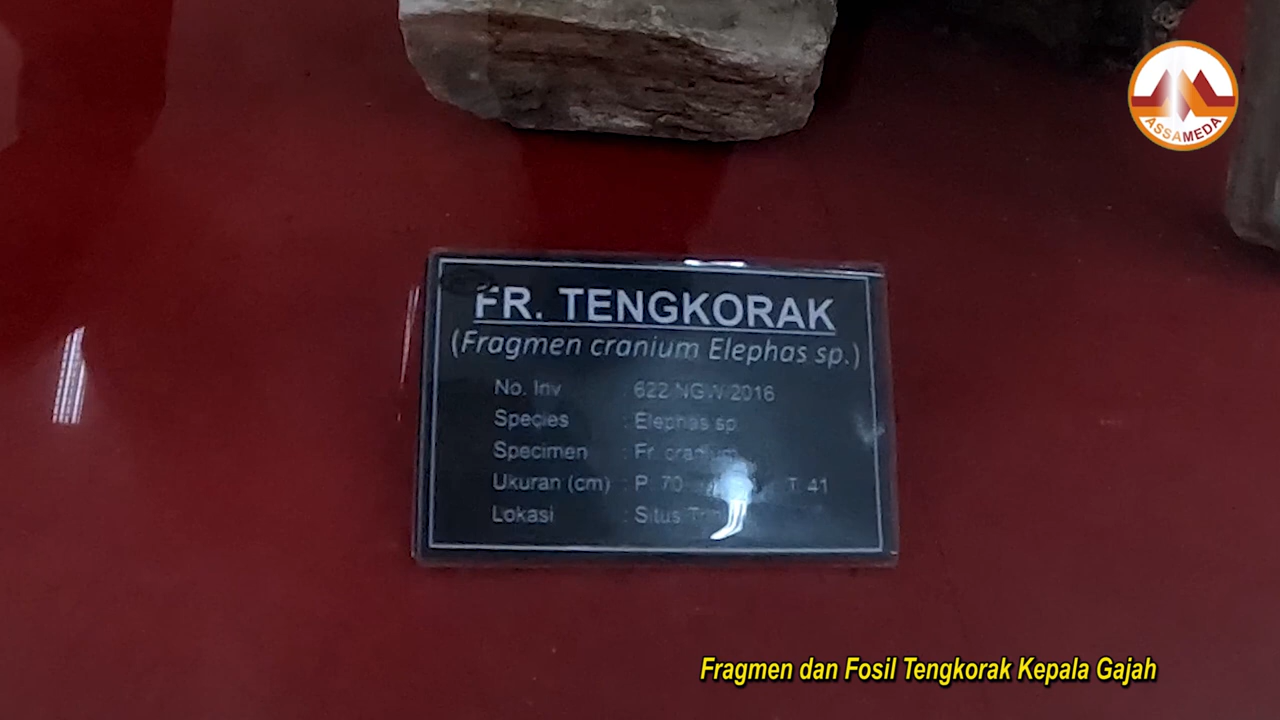 ASSAMEDA
FR. TENGKORAK
(Fragmen cranium Elephas sp.)
No. Inv : 622 NGW/2016
Species : Elephas sp
Specimen : Fr. cranium
Ukuran (cm) : P. 70 T. 41
Lokasi : Situs
Fragmen dan Fosil Tengkorak Kepala Gajah